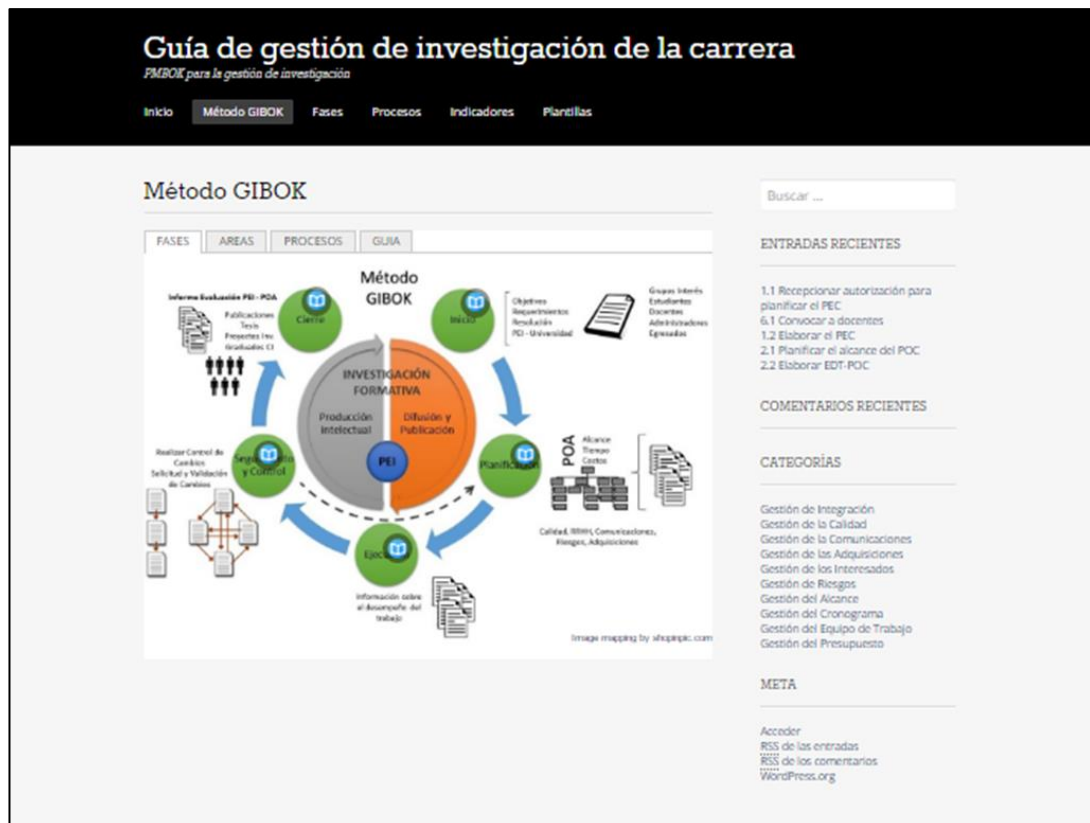 Guía de gestión de investigación de la carrera
PMBOK para la gestión de investigación
Inicio Método GIBOK Fases Procesos Indicadores Plantillas
Método GIBOK
FASES AREAS PROCESOS GUIA
Método
GIBOK
Informe Evaluación PEI - POA
Publicaciones
Tesis
Proyectos Inv.
Graduados CI
Cierre
Inicio
Objetivos
Requerimientos
Resolución
PEI - Universidad
Grupos Interés
Estudiantes
Docentes
Administradores
Egresados
INVESTIGACIÓN
FORMATIVA
Producción
Intelectual
Difusión y
Publicación
PEI
Realizar Control de
Cambios
Solicitud y Validación
de Cambios
y Control
Planificación
POA
Alcance
Tiempo
Costos
Calidad, RRHH, Comunicaciones,
Riesgos, Adquisiciones
Información sobre
el desempeño del
trabajo
Image mapping by shopinpic.com
Buscar ...
ENTRADAS RECIENTES
1.1 Recepcionar autorización para
planificar el PEC
6.1 Convocar a docentes
1.2 Elaborar el PEC
2.1 Planificar el alcance del POC
2.2 Elaborar EDT-POC
COMENTARIOS RECIENTES
CATEGORÍAS
Gestión de Integración
Gestión de la Calidad
Gestión de la Comunicaciones
Gestión de las Adquisiciones
Gestión de los Interesados
Gestión de Riesgos
Gestión del Alcance
Gestión del Cronograma
Gestión del Equipo de Trabajo
Gestión del Presupuesto
META
Acceder
RSS de las entradas
RSS de los comentarios
WordPress.org